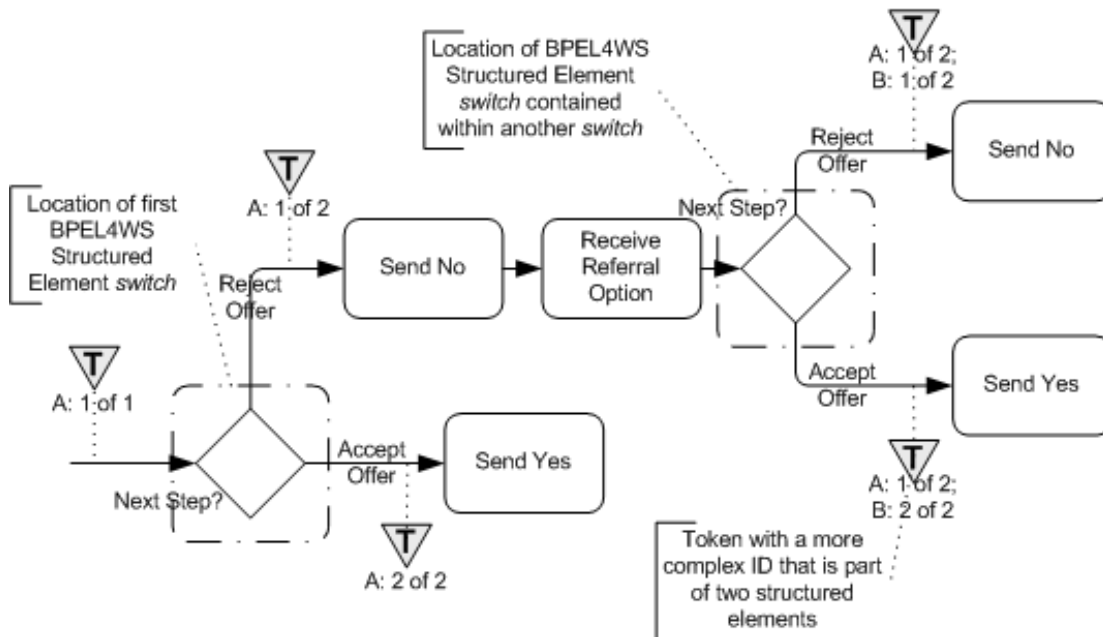 T
A: 1 of 2;
B: 1 of 2
Location of BPEL4WS
Structured Element
switch contained
within another switch
Reject
Offer
Send No
T
A: 1 of 2
Location of first
BPEL4WS
Structured
Element switch
Next Step?
Send No
Receive
Referral
Option
Reject
Offer
T
A: 1 of 1
Accept
Offer
Send Yes
Accept
Offer
Send Yes
Next Step?
T
A: 2 of 2
T
A: 1 of 2;
B: 2 of 2
Token with a more
complex ID that is part
of two structured
elements